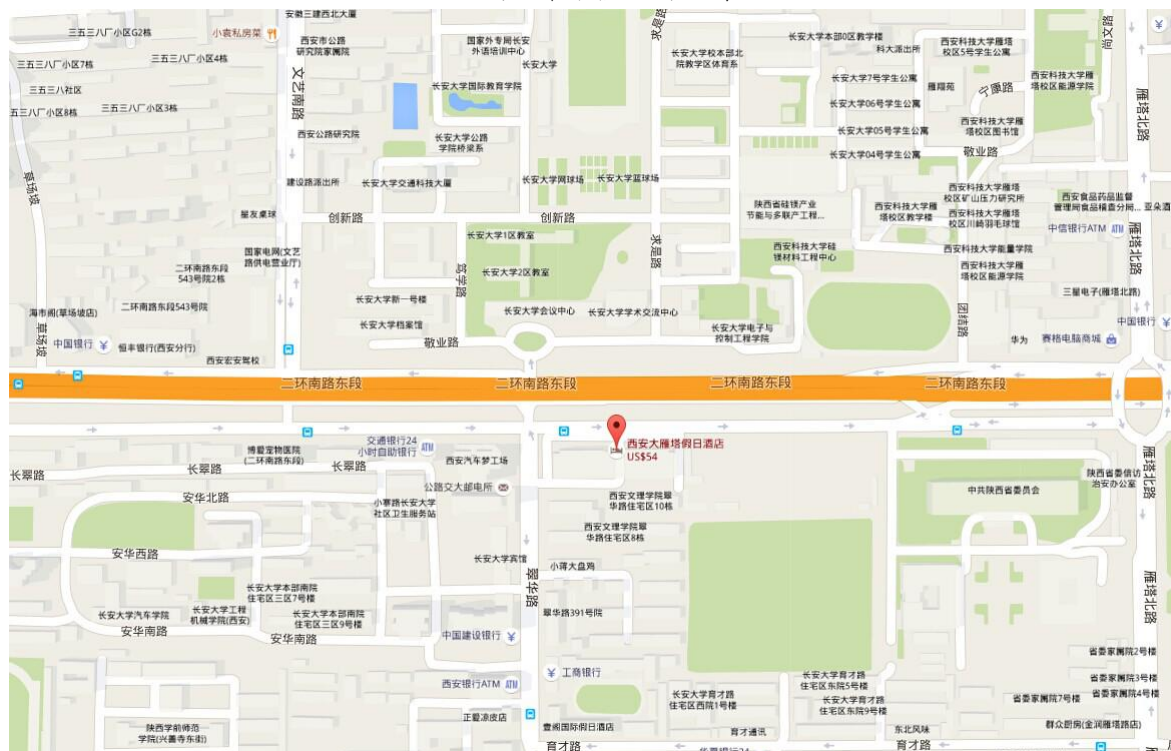 安徽三建西北大厦
三五三八厂小区G2栋
小袁私房菜
西安市公路
研究院家属院
国家外专局长安
外语培训中心
求是路
长安大学校本部北
院教学区体育系
长安大学本部0区教学楼
科大派出所
西安科技大学雁塔
校区5号学生公寓
尚文路
三五三八厂小区7栋
三五三八厂小区4栋
文艺南路
长安大学
长安大学国际教育学院
长安大学7号学生公寓
雁翔苑
宁惠路
西安科技大学雁
塔校区能源学院
雁塔北路
三五三八社区
三五三八厂小区3栋
三五三八厂小区8栋
长安大学06号学生公寓
西安科技大学雁
塔校区图书馆
西安公路研究院
长安大学公路
学院桥梁系
长安大学05号学生公寓
长安大学04号学生公寓
敬业路
草场坡
建设路派出所
长安大学交通科技大厦
长安大学网球场
长安大学篮球场
西安科技大学雁塔
校区矿山压力研究所
西安食品药品监督
管理局食品稽查分局...
亚朵酒
星友桌球
创新路
创新路
陕西省硅镁产业
节能与多联产工程...
西安科技大学雁
塔校区教学楼
西安科技大学雁塔
校区川崎羽毛球馆
中信银行ATM
雁塔北路
国家电网(文艺
路供电营业厅)
长安大学1区教室
求是路
西安科技大学硅
镁材料工程中心
西安科技大学能量学院
二环南路东段
543号院2栋
笃学路
长安大学2区教室
西安科技大学雁
塔校区能源学院
二环南路东段543号院
长安大学新一号楼
三星电子(雁塔北路)
海市阁(草场坡店)
草场坡
长安大学会议中心
长安大学学术交流中心
团结路
中国银行
长安大学档案馆
长安大学电子与
控制工程学院
中国银行
恒丰银行(西安分行)
敬业路
华为
赛格电脑商城
西安宏安驾校
二环南路东段
二环南路东段
二环南路东段
二环南路东段
博爱宠物医院
(二环南路东段)
交通银行24
小时自助银行
ATM
西安大雁塔假日酒店
US$54
长翠路
长翠路
西安汽车梦工场
陕西省委信访
治安办公室
雁塔北路
公路交大邮电所
安华北路
小寨路长安大学
社区卫生服务站
西安文理学院翠
华路住宅区10栋
中共陕西省委员会
西安文理学院翠
华路住宅区8栋
安华西路
长安大学宾馆
小蒋大盘鸡
翠华路
长安大学本部南院
住宅区三区7号楼
长安大学汽车学院
长安大学工程
机械学院(西安)
长安大学本部南院
住宅区三区9号楼
翠华路391号院
雁塔北路
安华南路
安华南路
中国建设银行
省委家属院2号楼
工商银行
西安银行ATM
长安大学育才路
住宅区东院5号楼
省委家属院3号楼
长安大学育才路
住宅区西院1号楼
长安大学育才路
住宅区东院9号楼
省委家属院7号楼
省委家属院4号楼
正爱凉皮店
陕西学前师范
学院(兴善寺东街)
壹阁国际假日酒店
育才通讯
东北风味
群众厨房(金润雁塔路店)
育才路
育才路